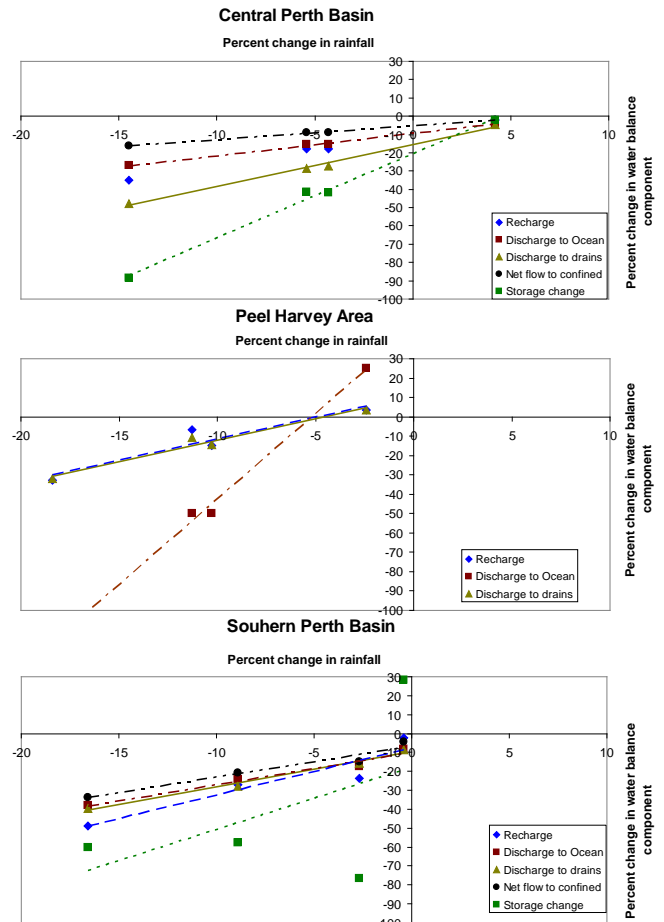 Central Perth Basin
Percent change in rainfall
30
20
10
0
-20 -15 -10 -5 0 5 10
-10
-20
-30
-40
-50
-60
-70
-80
-90
-100
Recharge
Discharge to Ocean
Discharge to drains
Net flow to confined
Storage change
Percent change in water balance
component
Peel Harvey Area
Percent change in rainfall
30
20
10
0
-20 -15 -10 -5 0 5 10
-10
-20
-30
-40
-50
-60
-70
-80
-90
-100
Recharge
Discharge to Ocean
Discharge to drains
Percent change in water balance
component
Souhern Perth Basin
Percent change in rainfall
30
20
10
0
-20 -15 -10 -5 0 5 10
-10
-20
-30
-40
-50
-60
-70
-80
-90
-100
Recharge
Discharge to Ocean
Discharge to drains
Net flow to confined
Storage change
Percent change in water balance
component